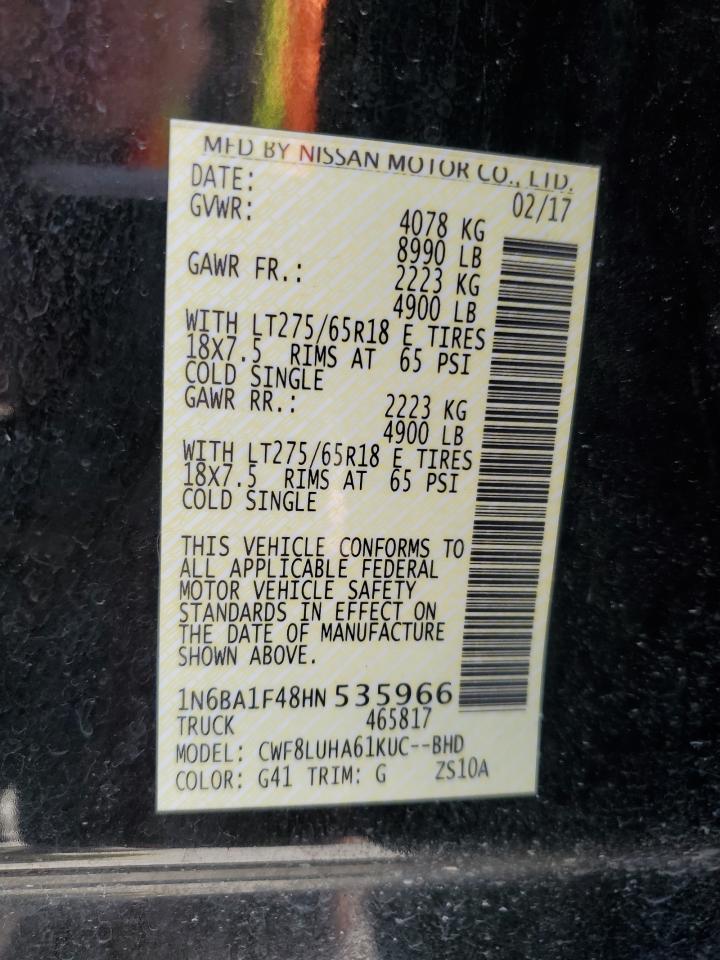 MFD BY NISSAN MOTOR CO., LTD.
DATE: 02/17
GVWR: 4078 KG
8990 LB
GAWR FR.: 2223 KG
4900 LB
WITH LT275/65R18 E TIRES
18X7.5 RIMS AT 65 PSI
COLD SINGLE
GAWR RR.: 2223 KG
4900 LB
WITH LT275/65R18 E TIRES
18X7.5 RIMS AT 65 PSI
COLD SINGLE
THIS VEHICLE CONFORMS TO
ALL APPLICABLE FEDERAL
MOTOR VEHICLE SAFETY
STANDARDS IN EFFECT ON
THE DATE OF MANUFACTURE
SHOWN ABOVE.
1N6BA1F48HN535966
TRUCK 465817
MODEL: CWF8LUHA61KUC--BHD
COLOR: G41 TRIM: G ZS10A